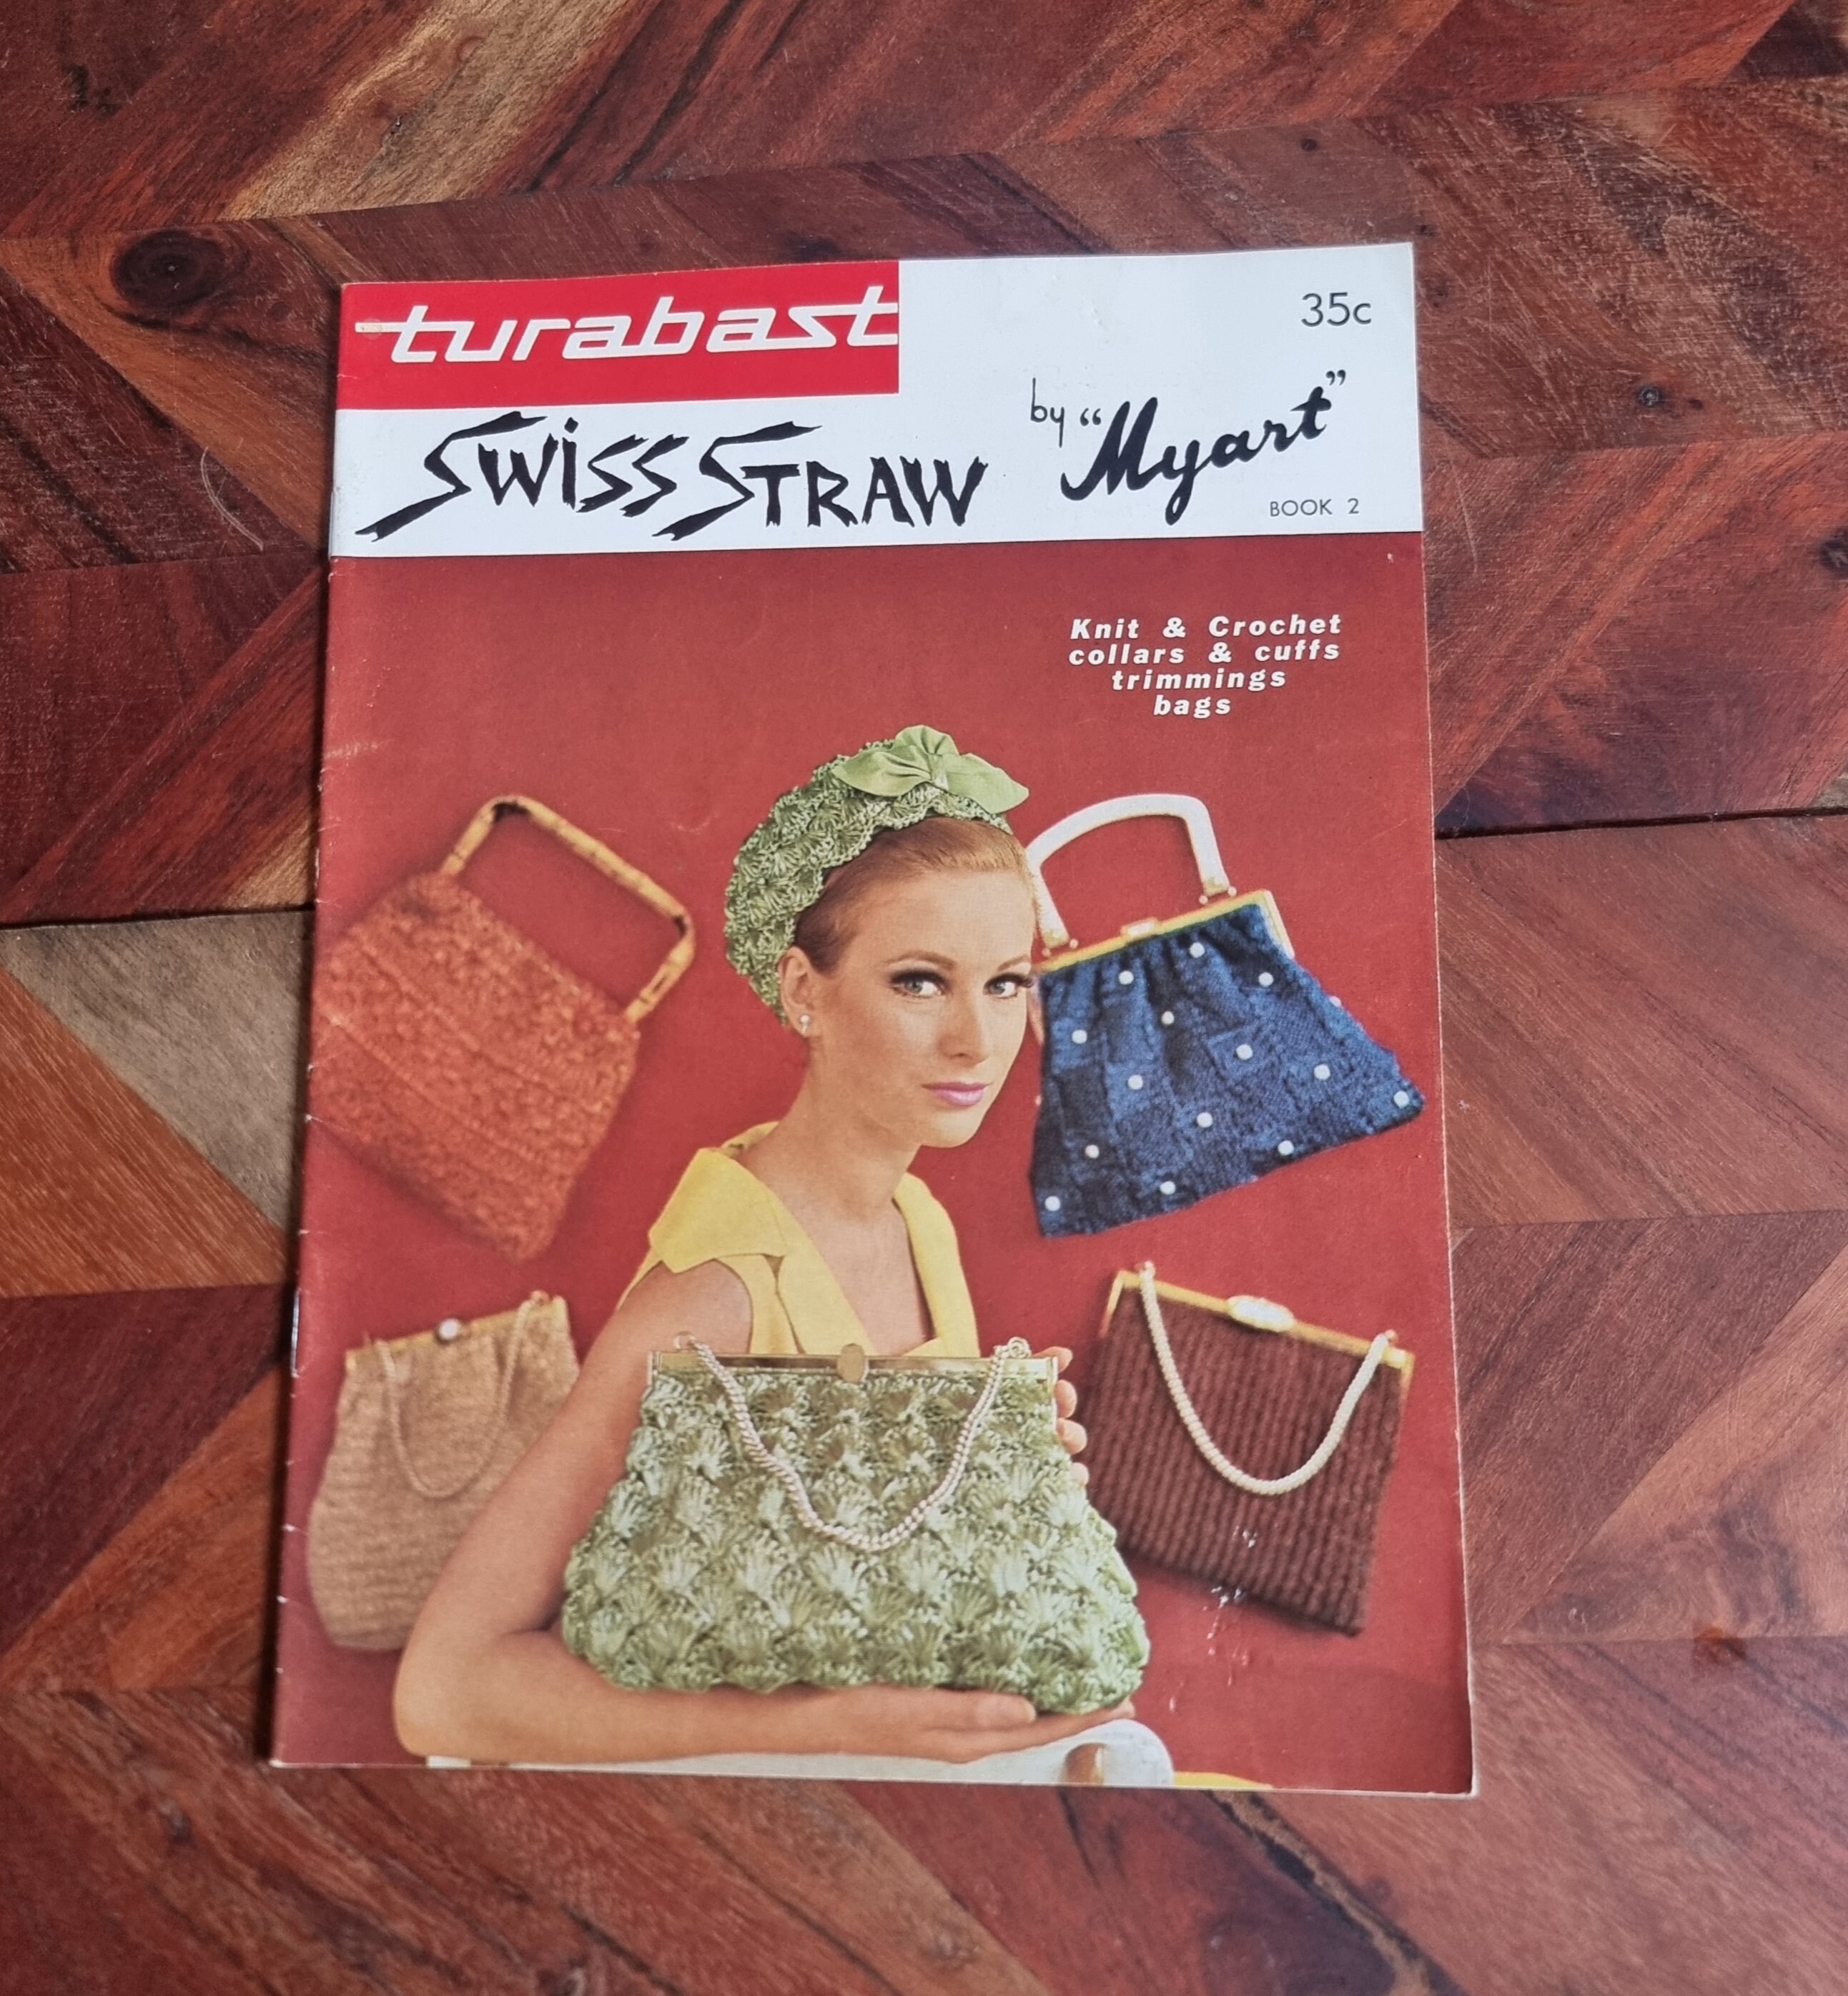 turabast
35c
Swiss Straw
by "Myart"
BOOK 2
Knit & Crochet
collars & cuffs
trimmings
bags